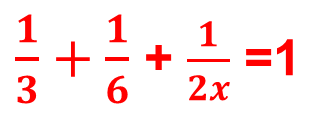 1/3 + 1/6 + 1/2x =1